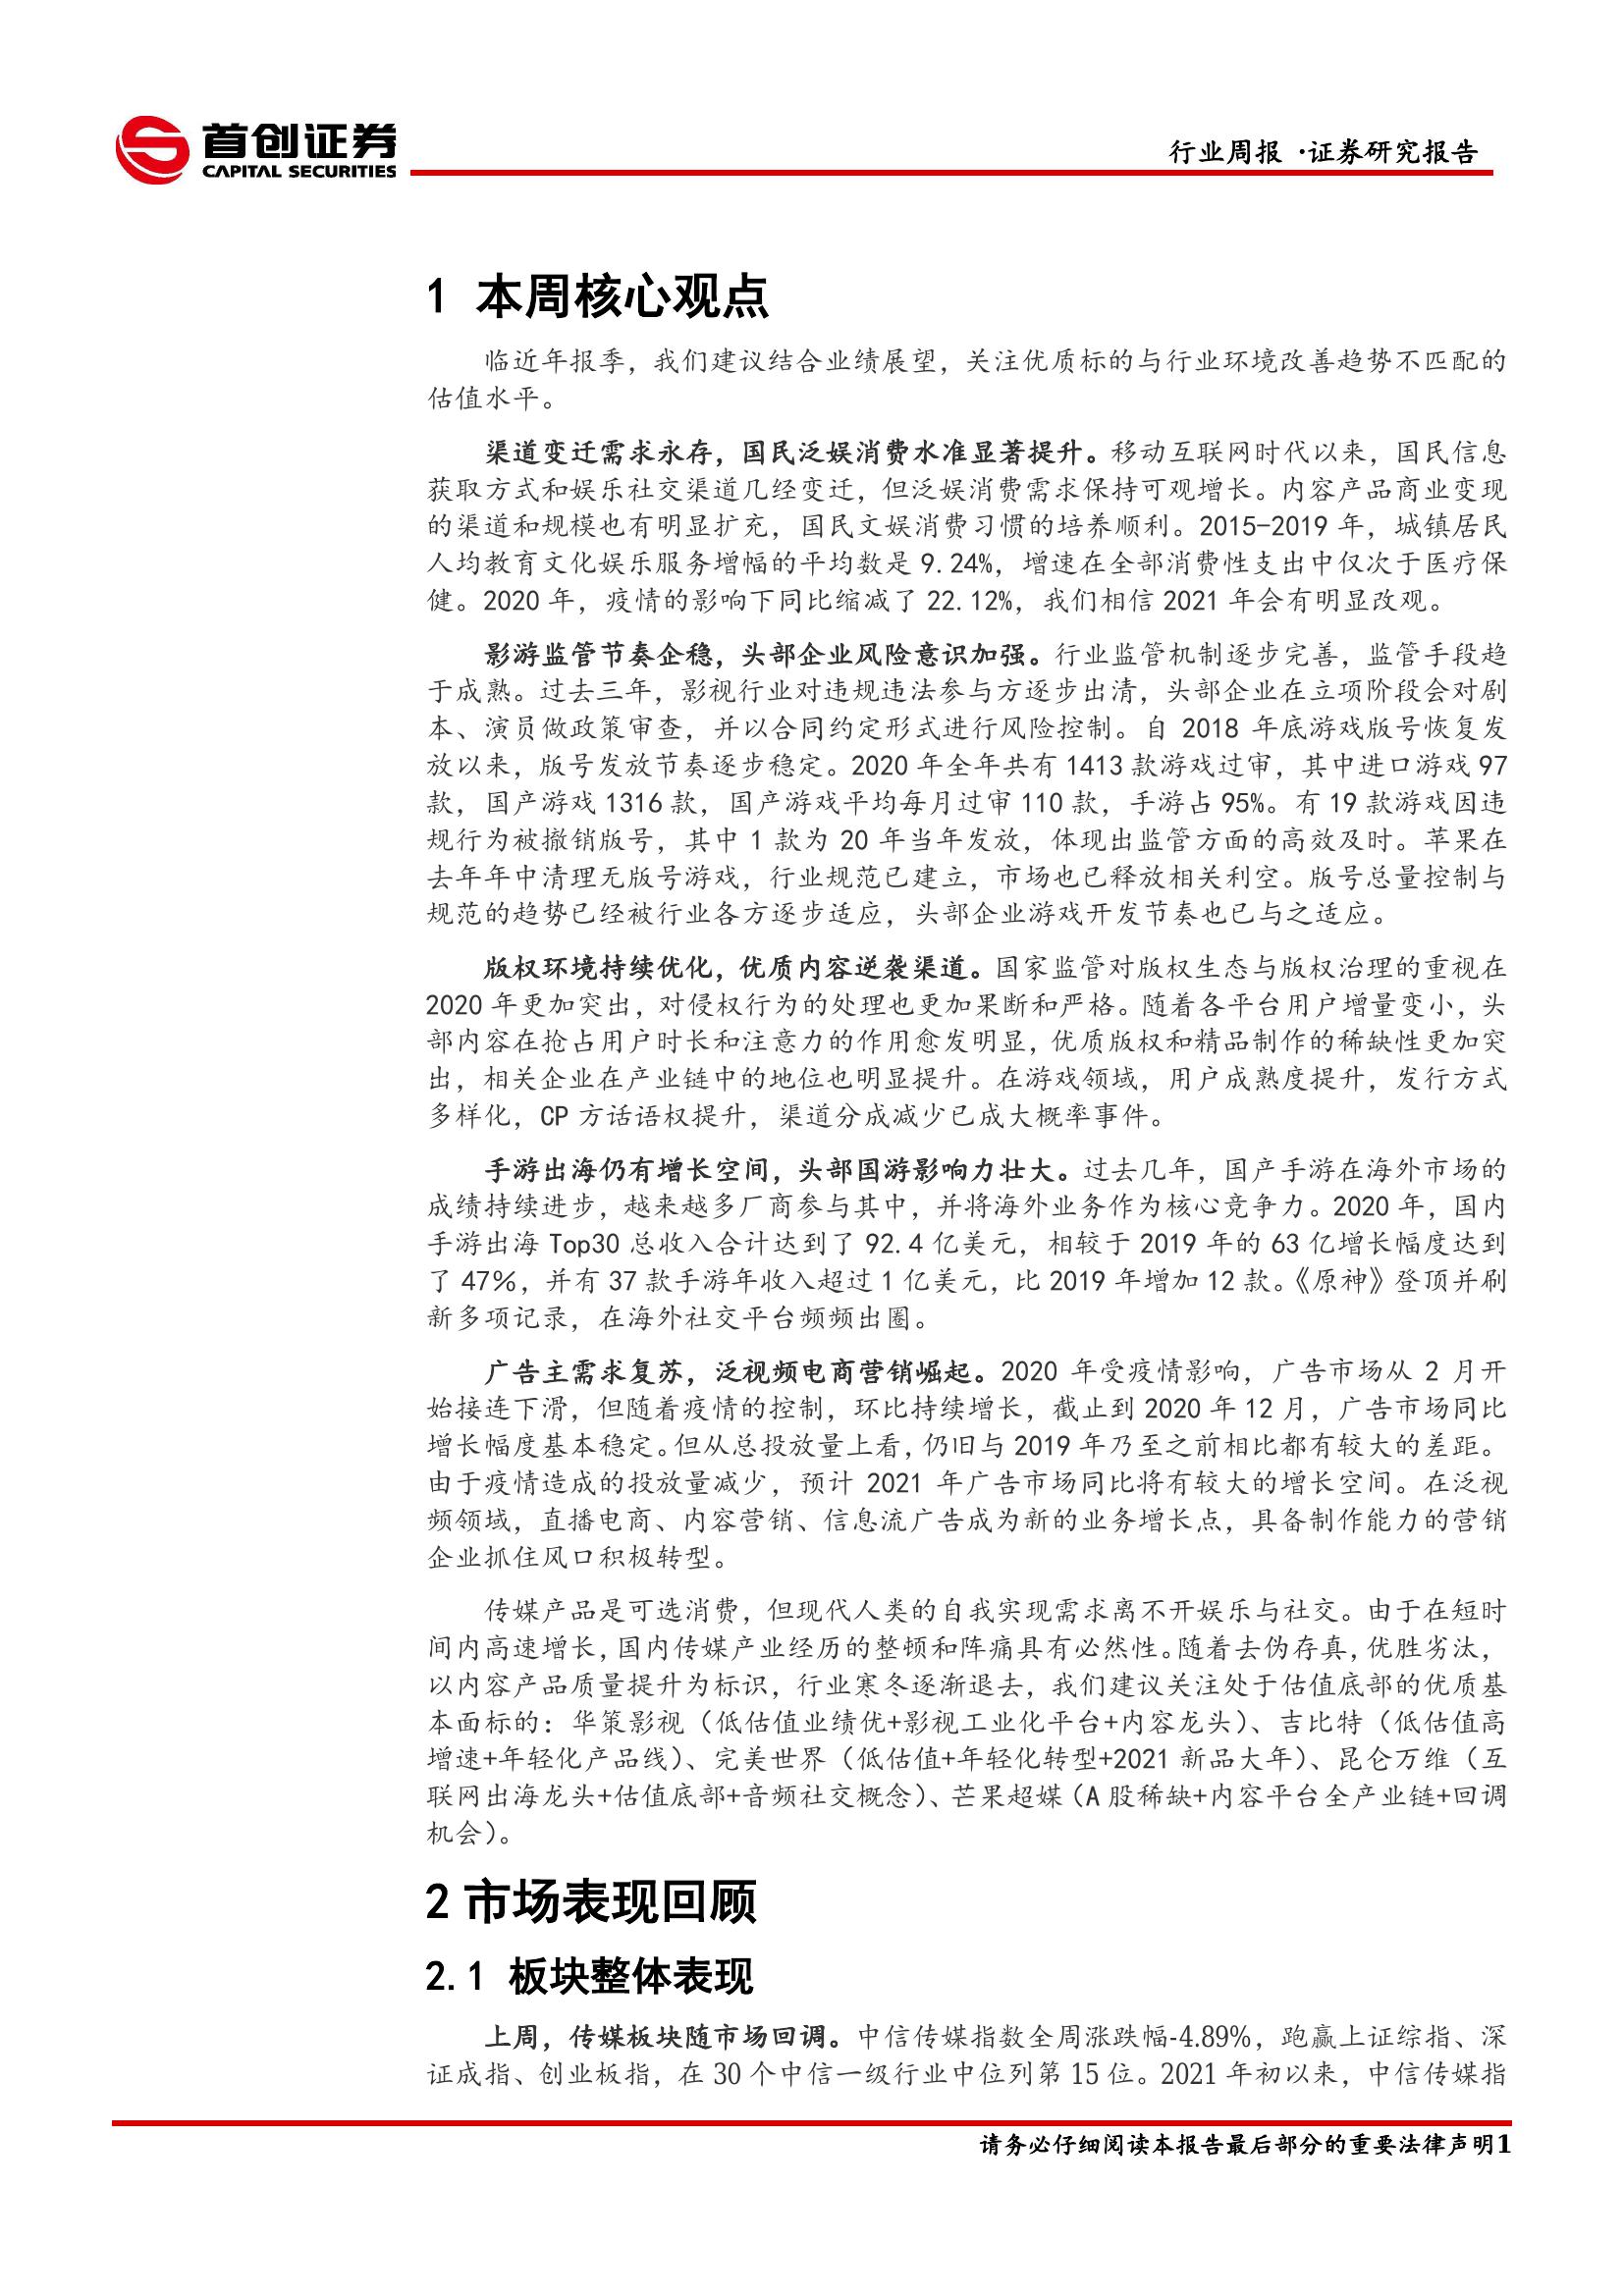 首创证券
CAPITAL SECURITIES
行业周报 ·证券研究报告
1 本周核心观点
临近年报季，我们建议结合业绩展望，关注优质标的与行业环境改善趋势不匹配的
估值水平。
渠道变迁需求永存，国民泛娱消费水准显著提升。移动互联网时代以来，国民信息
获取方式和娱乐社交渠道几经变迁，但泛娱消费需求保持可观增长。内容产品商业变现
的渠道和规模也有明显扩充，国民文娱消费习惯的培养顺利。2015-2019 年，城镇居民
人均教育文化娱乐服务增幅的平均数是 9.24%，增速在全部消费性支出中仅次于医疗保
健。2020 年，疫情的影响下同比缩减了 22.12%，我们相信 2021 年会有明显改观。
影游监管节奏企稳，头部企业风险意识加强。行业监管机制逐步完善，监管手段趋
于成熟。过去三年，影视行业对违规违法参与方逐步出清，头部企业在立项阶段会对剧
本、演员做政策审查，并以合同约定形式进行风险控制。自 2018 年底游戏版号恢复发
放以来，版号发放节奏逐步稳定。2020 年全年共有 1413 款游戏过审，其中进口游戏 97
款，国产游戏 1316 款，国产游戏平均每月过审 110 款，手游占 95%。有 19 款游戏因违
规行为被撤销版号，其中 1 款为 20 年当年发放，体现出监管方面的高效及时。苹果在
去年年中清理无版号游戏，行业规范已建立，市场也已释放相关利空。版号总量控制与
规范的趋势已经被行业各方逐步适应，头部企业游戏开发节奏也已与之适应。
版权环境持续优化，优质内容逆袭渠道。国家监管对版权生态与版权治理的重视在
2020 年更加突出，对侵权行为的处理也更加果断和严格。随着各平台用户增量变小，头
部内容在抢占用户时长和注意力的作用愈发明显，优质版权和精品制作的稀缺性更加突
出，相关企业在产业链中的地位也明显提升。在游戏领域，用户成熟度提升，发行方式
多样化，CP 方话语权提升，渠道分成减少已成大概率事件。
手游出海仍有增长空间，头部国游影响力壮大。过去几年，国产手游在海外市场的
成绩持续进步，越来越多厂商参与其中，并将海外业务作为核心竞争力。2020 年，国内
手游出海 Top30 总收入合计达到了 92.4 亿美元，相较于 2019 年的 63 亿增长幅度达到
了 47%，并有 37 款手游年收入超过 1 亿美元，比 2019 年增加 12 款。《原神》登顶并刷
新多项记录，在海外社交平台频频出圈。
广告主需求复苏，泛视频电商营销崛起。2020 年受疫情影响，广告市场从 2 月开
始接连下滑，但随着疫情的控制，环比持续增长，截止到 2020 年 12 月，广告市场同比
增长幅度基本稳定。但从总投放量上看，仍旧与 2019 年乃至之前相比都有较大的差距。
由于疫情造成的投放量减少，预计 2021 年广告市场同比将有较大的增长空间。在泛视
频领域，直播电商、内容营销、信息流广告成为新的业务增长点，具备制作能力的营销
企业抓住风口积极转型。
传媒产品是可选消费，但现代人类的自我实现需求离不开娱乐与社交。由于在短时
间内高速增长，国内传媒产业经历的整顿和阵痛具有必然性。随着去伪存真，优胜劣汰，
以内容产品质量提升为标识，行业寒冬逐渐退去，我们建议关注处于估值底部的优质基
本面标的：华策影视（低估值业绩优+影视工业化平台+内容龙头）、吉比特（低估值高
增速+年轻化产品线）、完美世界（低估值+年轻化转型+2021 新品大年）、昆仑万维（互
联网出海龙头+估值底部+音频社交概念）、芒果超媒（A 股稀缺+内容平台全产业链+回调
机会）。
2 市场表现回顾
2.1 板块整体表现
上周，传媒板块随市场回调。中信传媒指数全周涨跌幅-4.89%，跑赢上证综指、深
证成指、创业板指，在 30 个中信一级行业中位列第 15 位。2021 年初以来，中信传媒指
请务必仔细阅读本报告最后部分的重要法律声明1